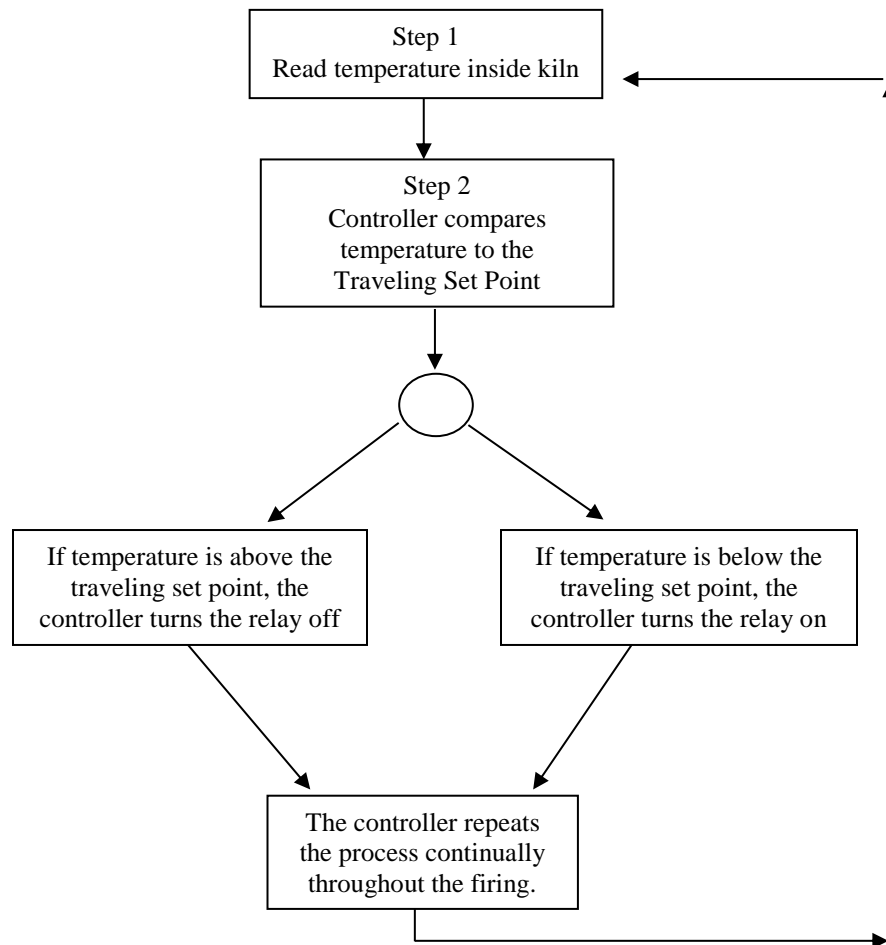 Step 1
Read temperature inside kiln
Step 2
Controller compares
temperature to the
Traveling Set Point
If temperature is above the
traveling set point, the
controller turns the relay off
If temperature is below the
traveling set point, the
controller turns the relay on
The controller repeats
the process continually
throughout the firing.